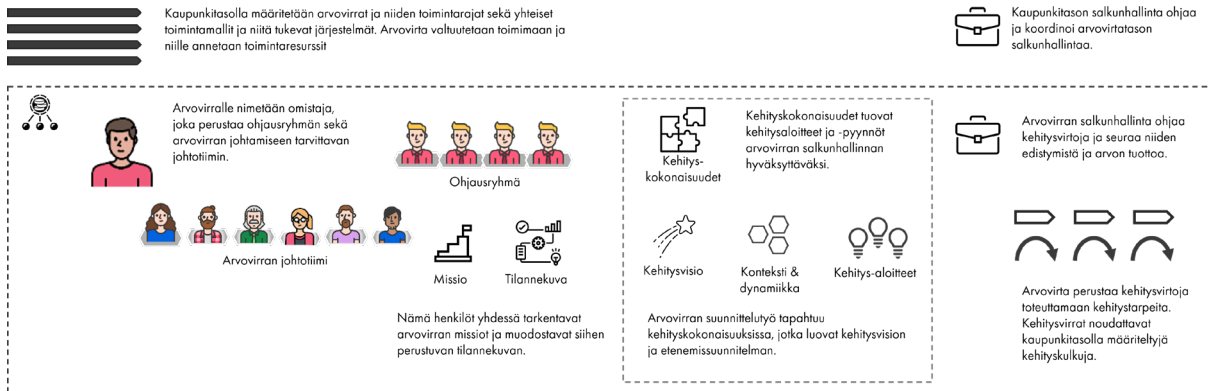 Kaupunkitasolla määritetään arvovirrat ja niiden toimintarajat sekä yhteiset
toimintamallit ja niitä tukevat järjestelmät. Arvovirta valtuutetaan toimimaan ja
niille annetaan toimintaresurssit
Kaupunkitason salkunhallinta ohjaa
ja koordinoi arvovirtatason
salkunhallintaa.
Arvovirralle nimetään omistaja,
joka perustaa ohjausryhmän sekä
arvovirran johtamiseen tarvittavan
johtotiimin.
Ohjausryhmä
Arvovirran johtotiimi
Missio
Tilannekuva
Nämä henkilöt yhdessä tarkentavat
arvovirran missiot ja muodostavat siihen
perustuvan tilannekuvan.
Kehitys-
kokonaisuudet
Kehityskokonaisuudet tuovat
kehitysaloitteet ja -pyynnöt
arvovirran salkunhallinnan
hyväksyttäväksi.
Kehitysvisio
Konteksti &
dynamiikka
Kehitys-aloitteet
Arvovirran suunnittelutyö tapahtuu
kehityskokonaisuuksissa, jotka luovat kehitysvision
ja etenemissuunnitelman.
Arvovirran salkunhallinta ohjaa
kehitysvirtoja ja seuraa niiden
edistymistä ja arvon tuottoa.
Arvovirta perustaa kehitysvirtoja
toteuttamaan kehitystarpeita.
Kehitysvirrat noudattavat
kaupunkitasolla määriteltyjä
kehityskulkuja.